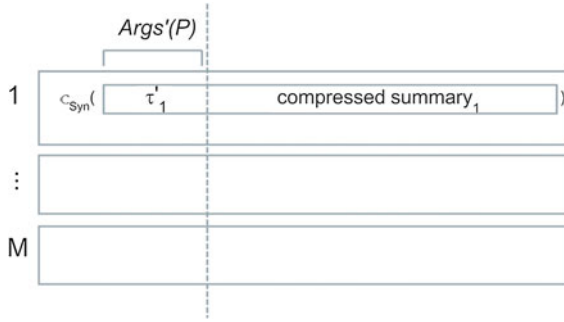 Args'(P)
1 c_Syn( τ'_1 compressed summary_1 )
⋮
M